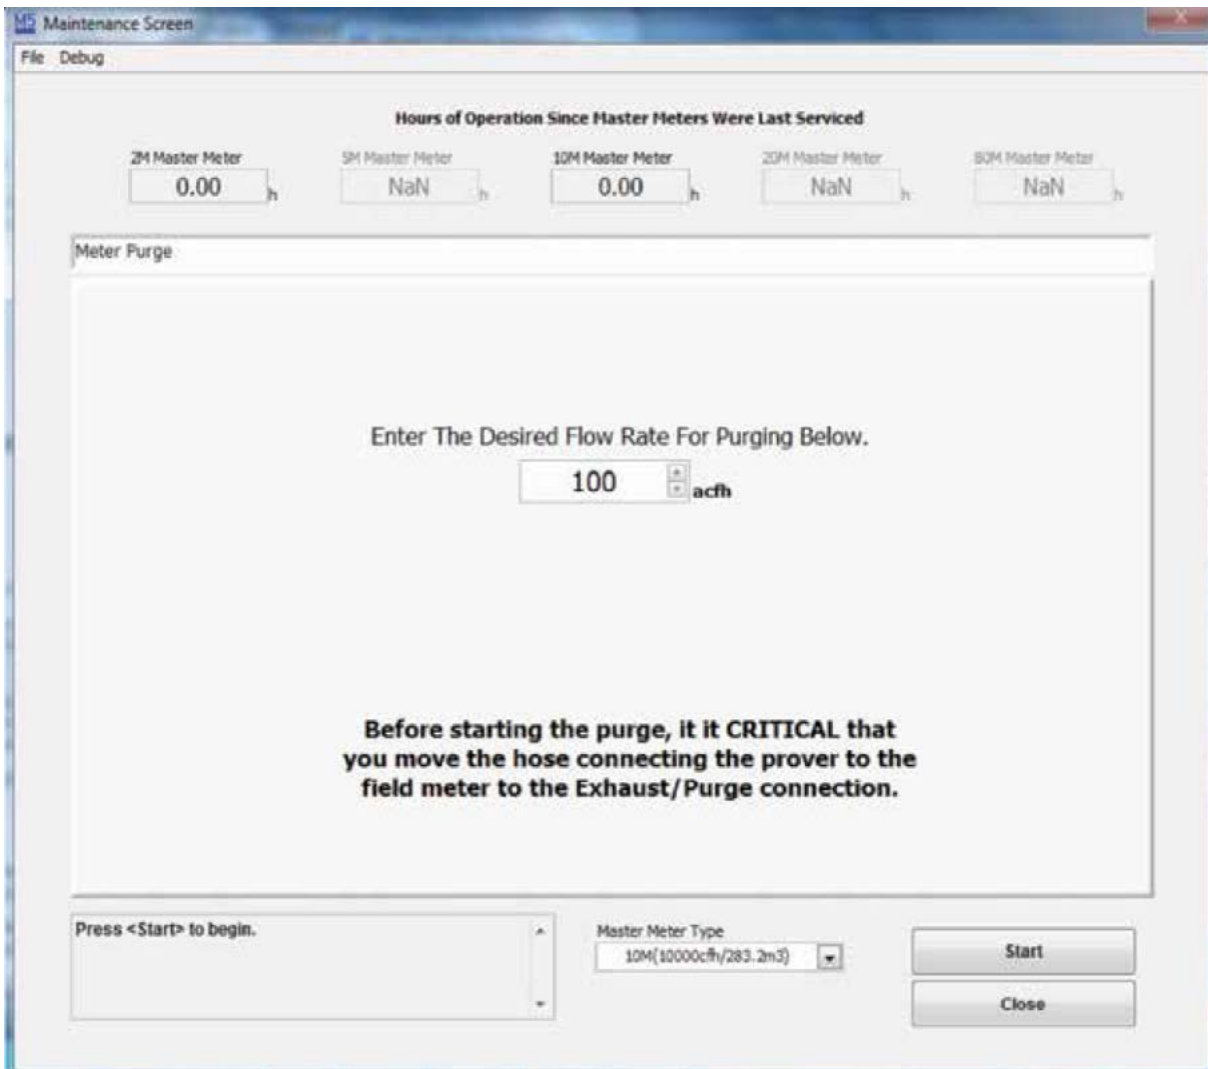 M5 Maintenance Screen
File Debug
Hours of Operation Since Master Meters Were Last Serviced
2M Master Meter 5M Master Meter 10M Master Meter 20M Master Meter 80M Master Meter
0.00 h NaN h 0.00 h NaN h NaN h
Meter Purge
Enter The Desired Flow Rate For Purging Below.
100 acfh
Before starting the purge, it it CRITICAL that
you move the hose connecting the prover to the
field meter to the Exhaust/Purge connection.
Press <Start> to begin.
Master Meter Type
10M(10000cfh/283.2m3)
Start
Close